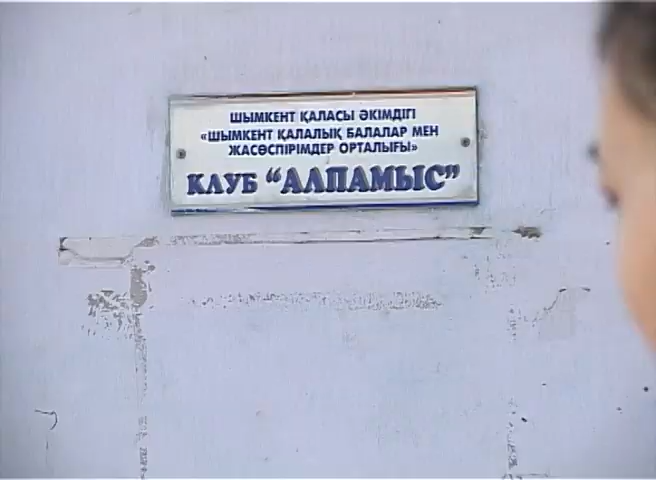 ШЫМКЕНТ ҚАЛАСЫ ӘКІМДІГІ
«ШЫМКЕНТ ҚАЛАЛЫҚ БАЛАЛАР МЕН
ЖАСӨСПІРІМДЕР ОРТАЛЫҒЫ»
КЛУБ "АЛПАМЫС"